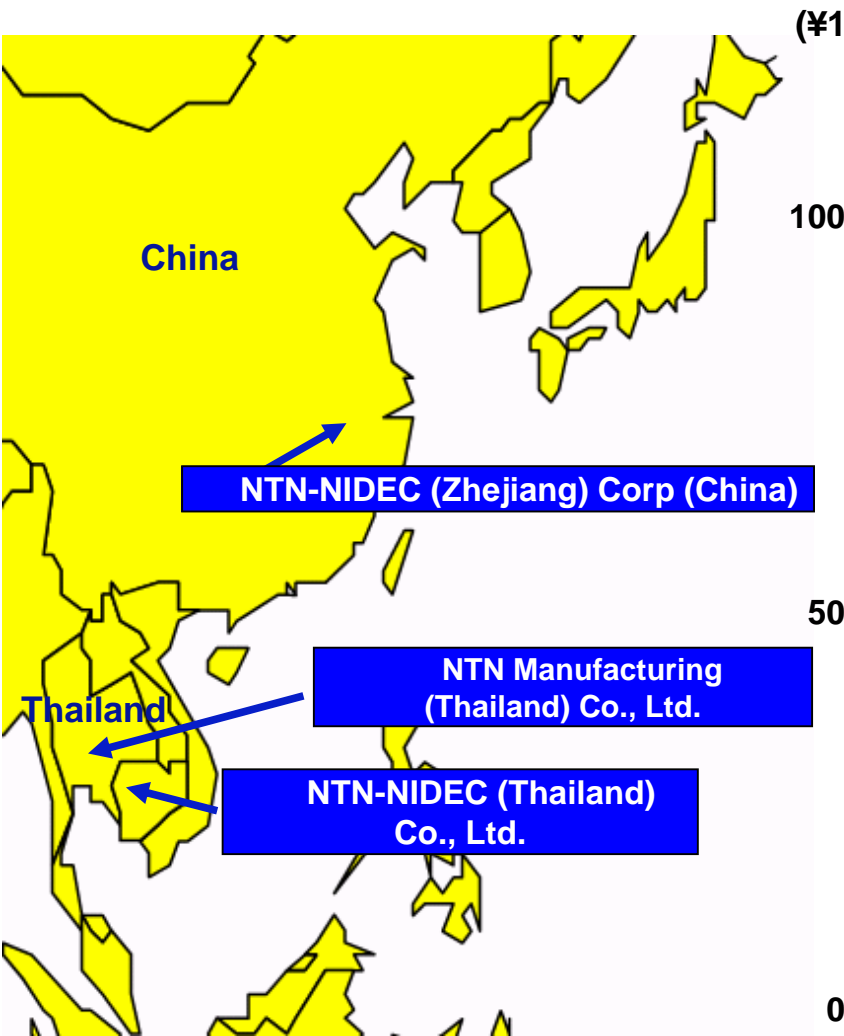 (¥1
100
China
NTN-NIDEC (Zhejiang) Corp (China)
50
NTN Manufacturing
(Thailand) Co., Ltd.
Thailand
NTN-NIDEC (Thailand)
Co., Ltd.
0